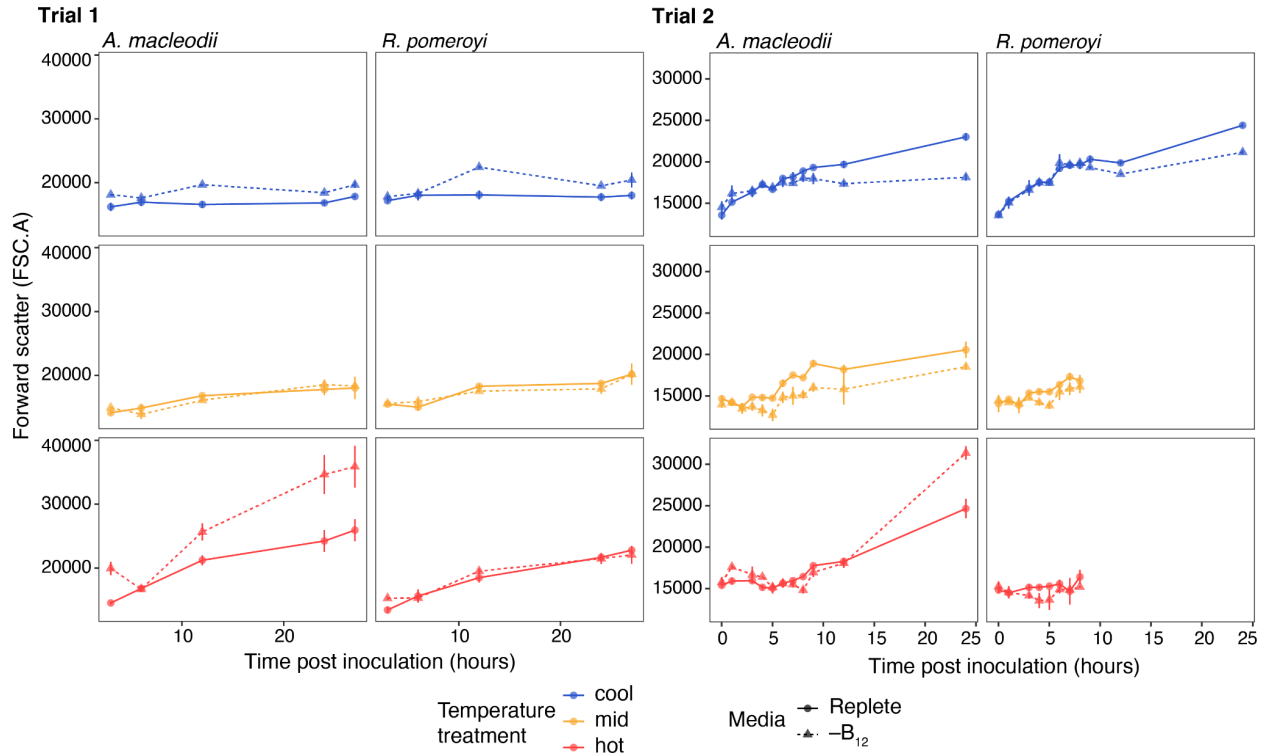 Trial 1
Trial 2
A. macleodii
R. pomeroyi
A. macleodii
R. pomeroyi
Forward scatter (FSC.A)
40000
30000
20000
40000
30000
20000
40000
30000
20000
30000
25000
20000
15000
30000
25000
20000
15000
30000
25000
20000
15000
10 20
10 20
0 5 10 15 20 25
0 5 10 15 20 25
Time post inoculation (hours)
Time post inoculation (hours)
Temperature
treatment
cool
mid
hot
Media
Replete
–B₁₂